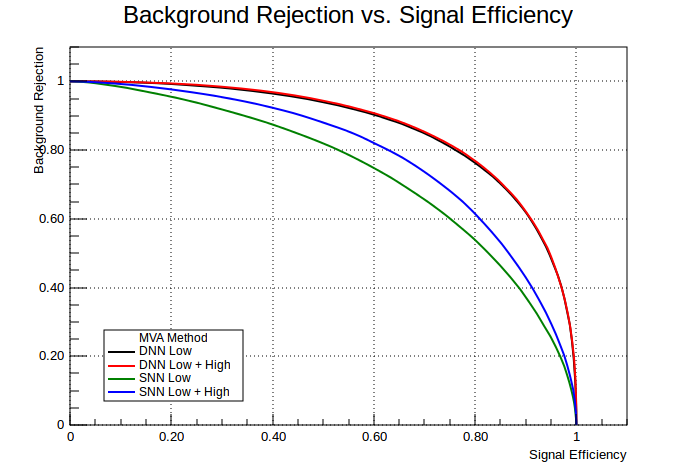 Background Rejection vs. Signal Efficiency
Background Rejection
1
0.80
0.60
0.40
0.20
0
MVA Method
DNN Low
DNN Low + High
SNN Low
SNN Low + High
0 0.20 0.40 0.60 0.80 1
Signal Efficiency